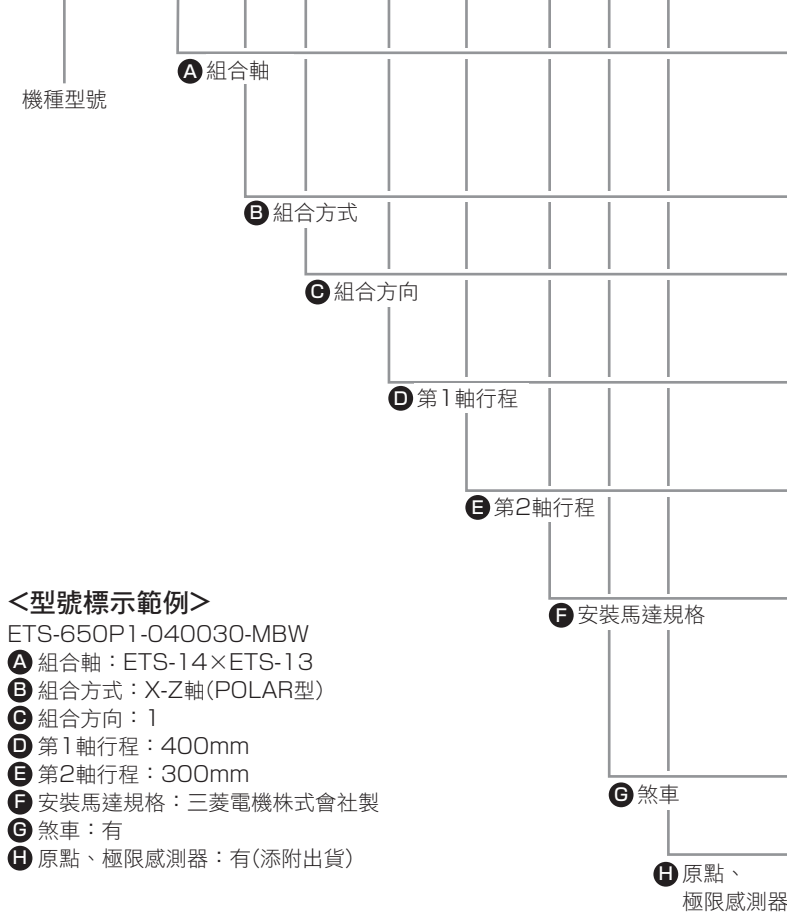 A 組合軸
機種型號
B 組合方式
C 組合方向
D 第1軸行程
E 第2軸行程
<型號標示範例>
ETS-650P1-040030-MBW
A 組合軸：ETS-14×ETS-13
B 組合方式：X-Z軸(POLAR型)
C 組合方向：1
D 第1軸行程：400mm
E 第2軸行程：300mm
F 安裝馬達規格：三菱電機株式會社製
G 煞車：有
H 原點、極限感測器：有(添附出貨)
F 安裝馬達規格
G 煞車
H 原點、
極限感測器